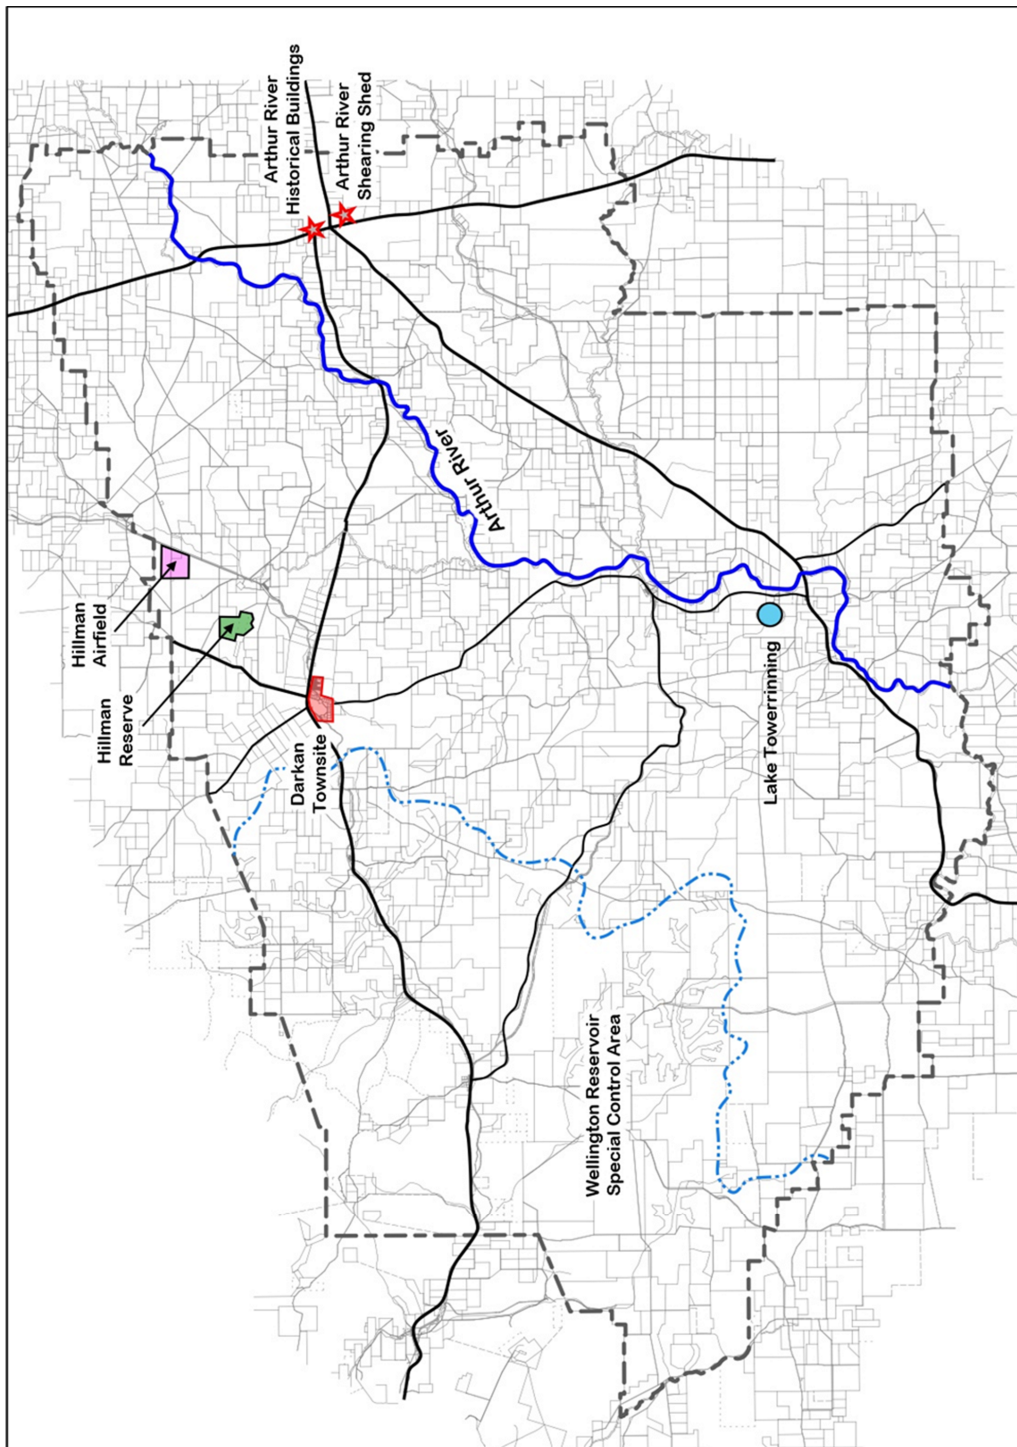 Arthur River
Historical Buildings
Arthur River
Shearing Shed
Hillman
Airfield
Hillman
Reserve
Darkan
Townsite
Arthur River
Lake Towerrinning
Wellington Reservoir
Special Control Area